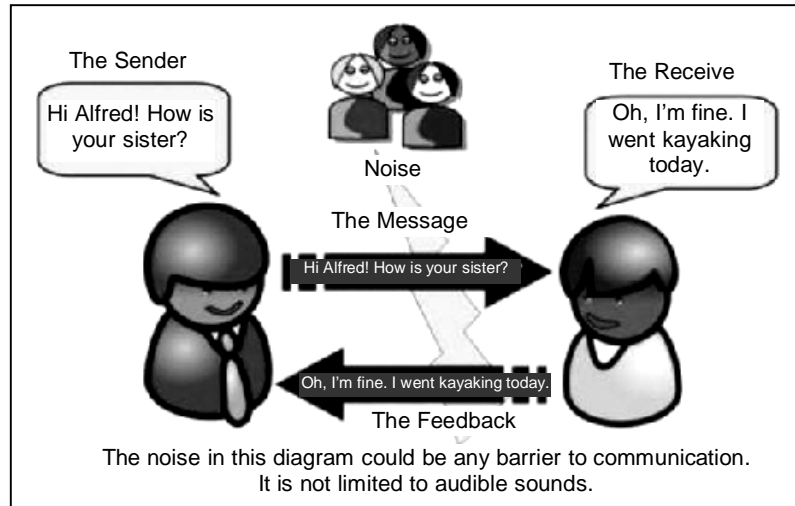 The Sender
Hi Alfred! How is
your sister?
Noise
The Receive
Oh, I'm fine. I
went kayaking
today.
The Message
Hi Alfred! How is your sister?
Oh, I'm fine. I went kayaking today.
The Feedback
The noise in this diagram could be any barrier to communication.
It is not limited to audible sounds.